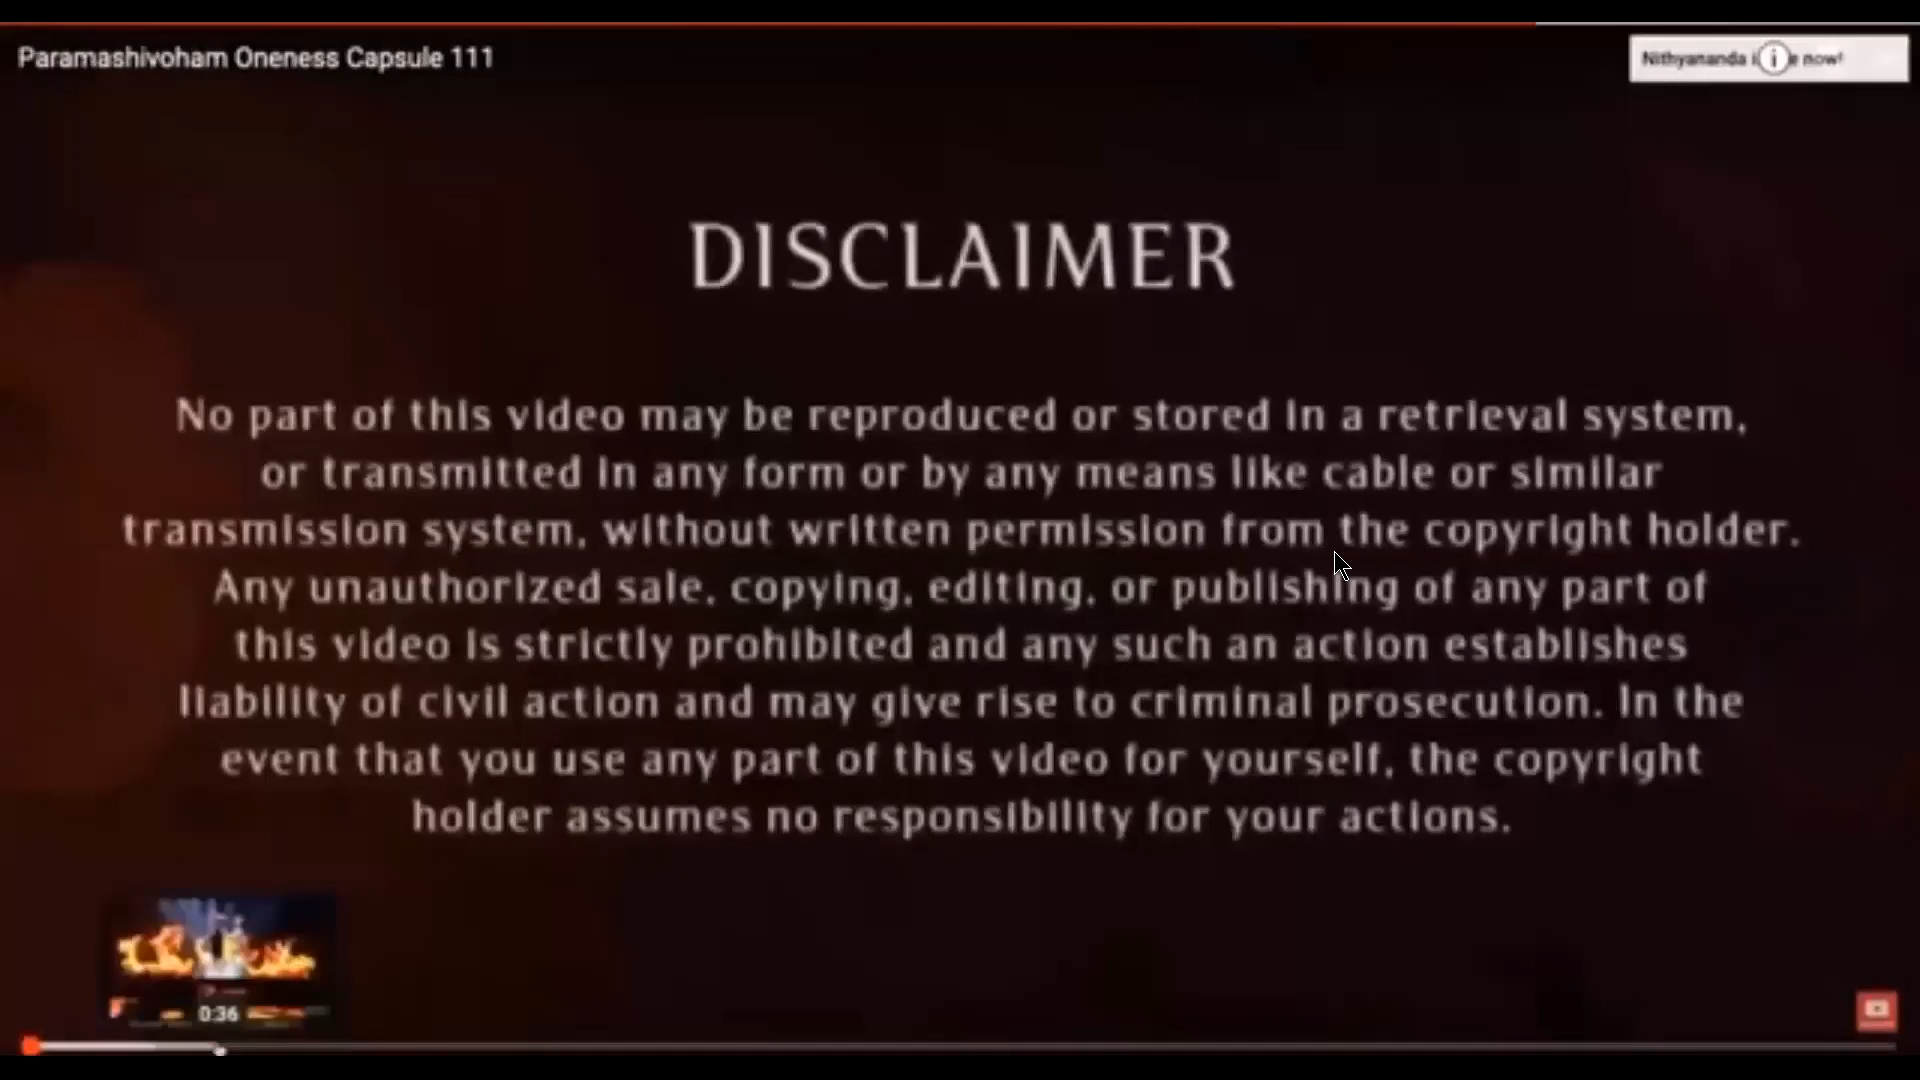 Paramashivoham Oneness Capsule 111
Nithyananda now!
DISCLAIMER
No part of this video may be reproduced or stored in a retrieval system,
or transmitted in any form or by any means like cable or similar
transmission system, without written permission from the copyright holder.
Any unauthorized sale, copying, editing, or publishing of any part of
this video is strictly prohibited and any such an action establishes
liability of civil action and may give rise to criminal prosecution. In the
event that you use any part of this video for yourself, the copyright
holder assumes no responsibility for your actions.
0:36